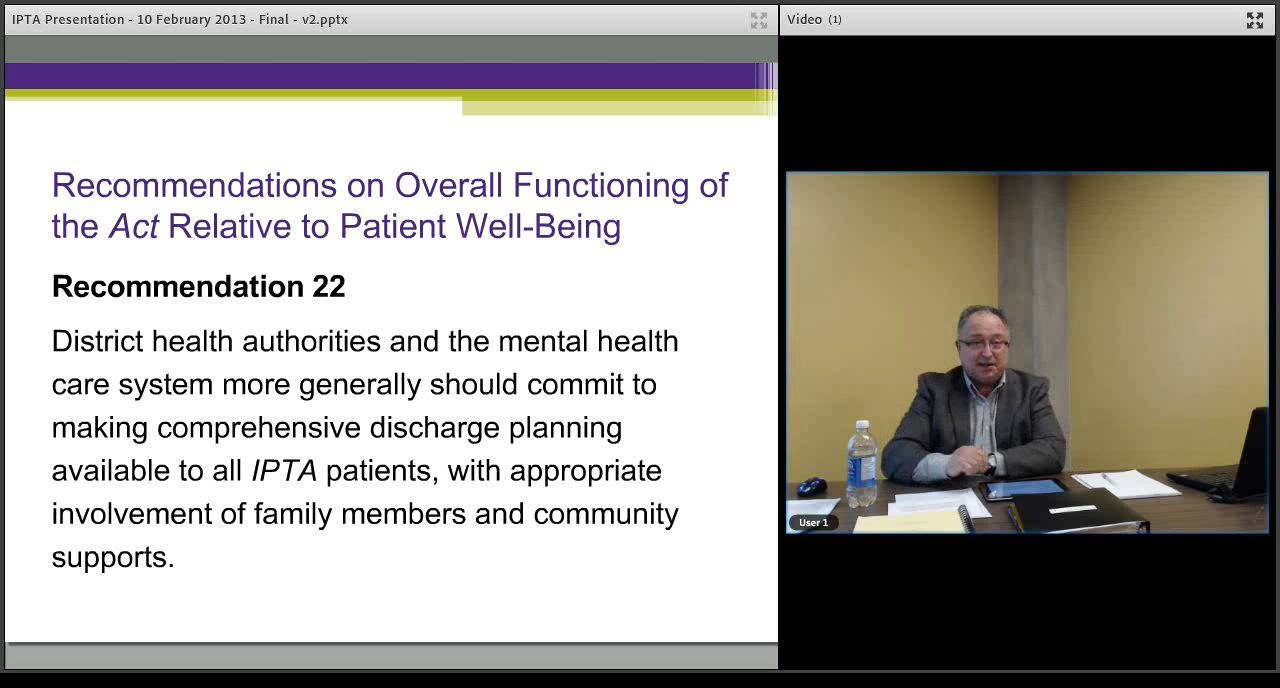 IPTA Presentation - 10 February 2013 - Final - v2.pptx
Video (1)
Recommendations on Overall Functioning of
the Act Relative to Patient Well-Being
Recommendation 22
District health authorities and the mental health
care system more generally should commit to
making comprehensive discharge planning
available to all IPTA patients, with appropriate
involvement of family members and community
supports.
User 1